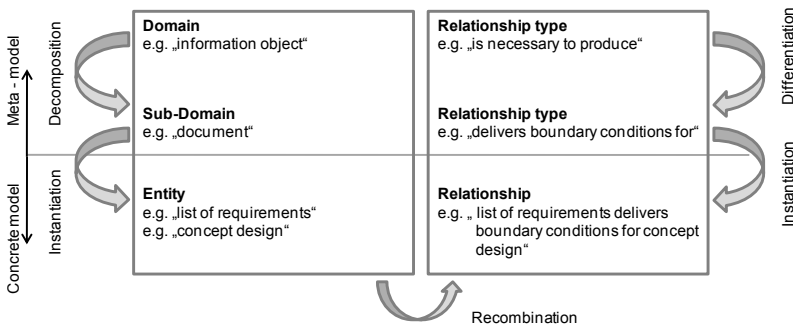 Meta - model
Decomposition
Domain
e.g. „information object“
Sub-Domain
e.g. „document“
Relationship type
e.g. „is necessary to produce“
Relationship type
e.g. „delivers boundary conditions for“
Differentiation
Concrete model
Instantiation
Entity
e.g. „list of requirements“
e.g. „concept design“
Relationship
e.g. „ list of requirements delivers
boundary conditions for concept
design“
Instantiation
Recombination